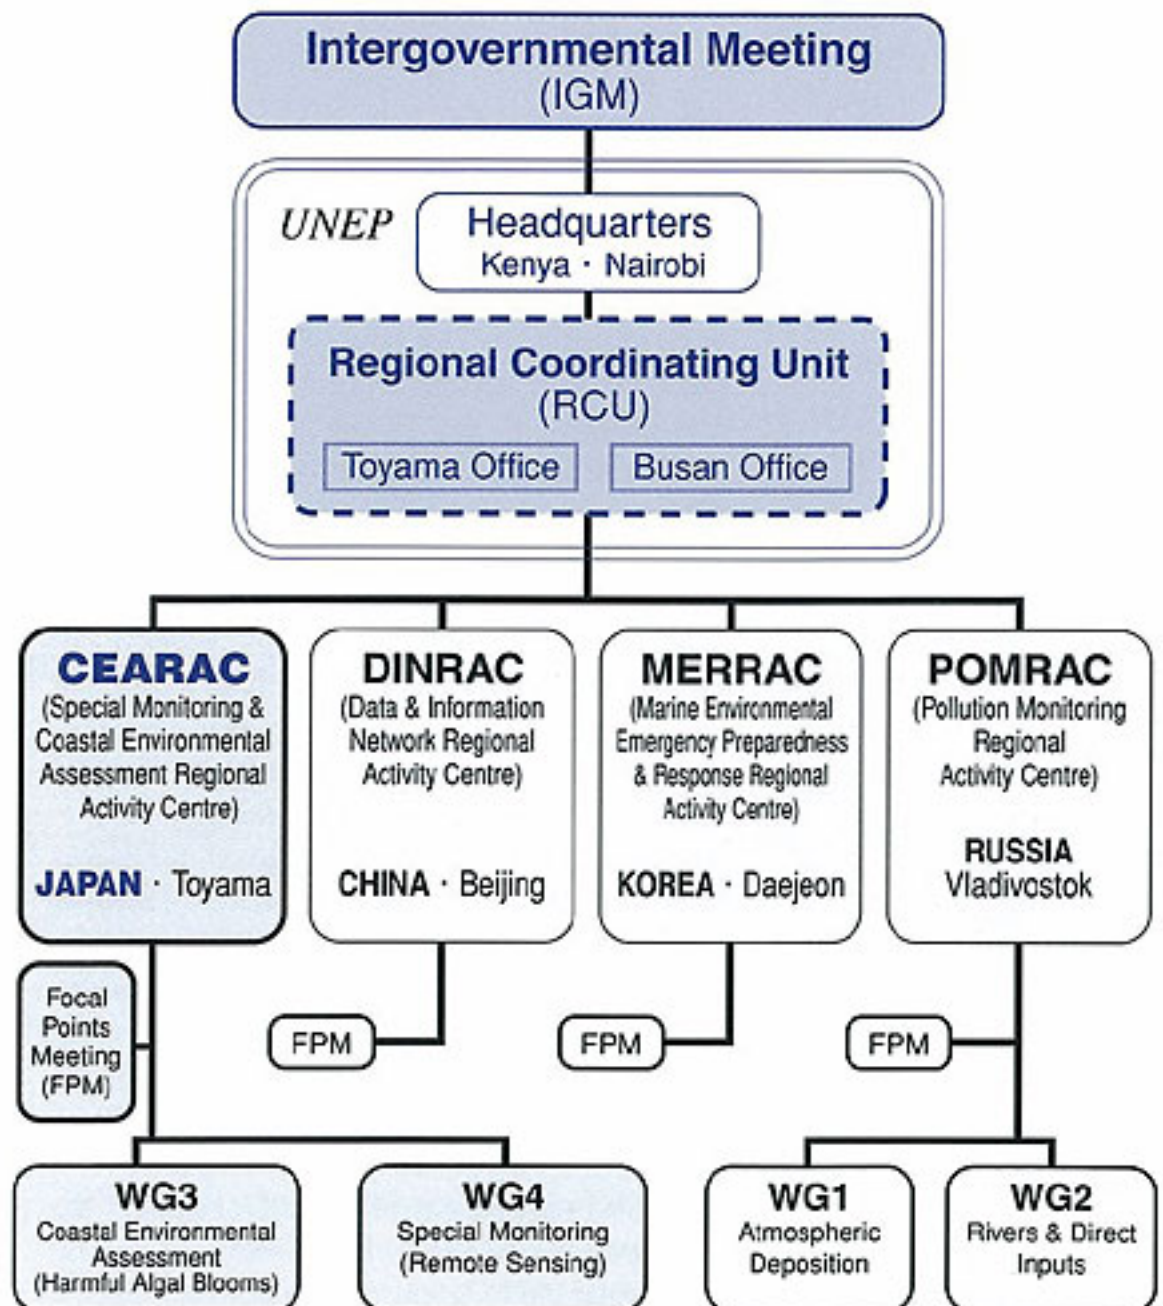 Intergovernmental Meeting
(IGM)
UNEP
Headquarters
Kenya · Nairobi
Regional Coordinating Unit
(RCU)
Toyama Office
Busan Office
CEARAC
(Special Monitoring &
Coastal Environmental
Assessment Regional
Activity Centre)
JAPAN · Toyama
DINRAC
(Data & Information
Network Regional
Activity Centre)
CHINA · Beijing
MERRAC
(Marine Environmental
Emergency Preparedness
& Response Regional
Activity Centre)
KOREA · Daejeon
POMRAC
(Pollution Monitoring
Regional
Activity Centre)
RUSSIA
Vladivostok
Focal
Points
Meeting
(FPM)
FPM
FPM
FPM
WG3
Coastal Environmental
Assessment
(Harmful Algal Blooms)
WG4
Special Monitoring
(Remote Sensing)
WG1
Atmospheric
Deposition
WG2
Rivers & Direct
Inputs